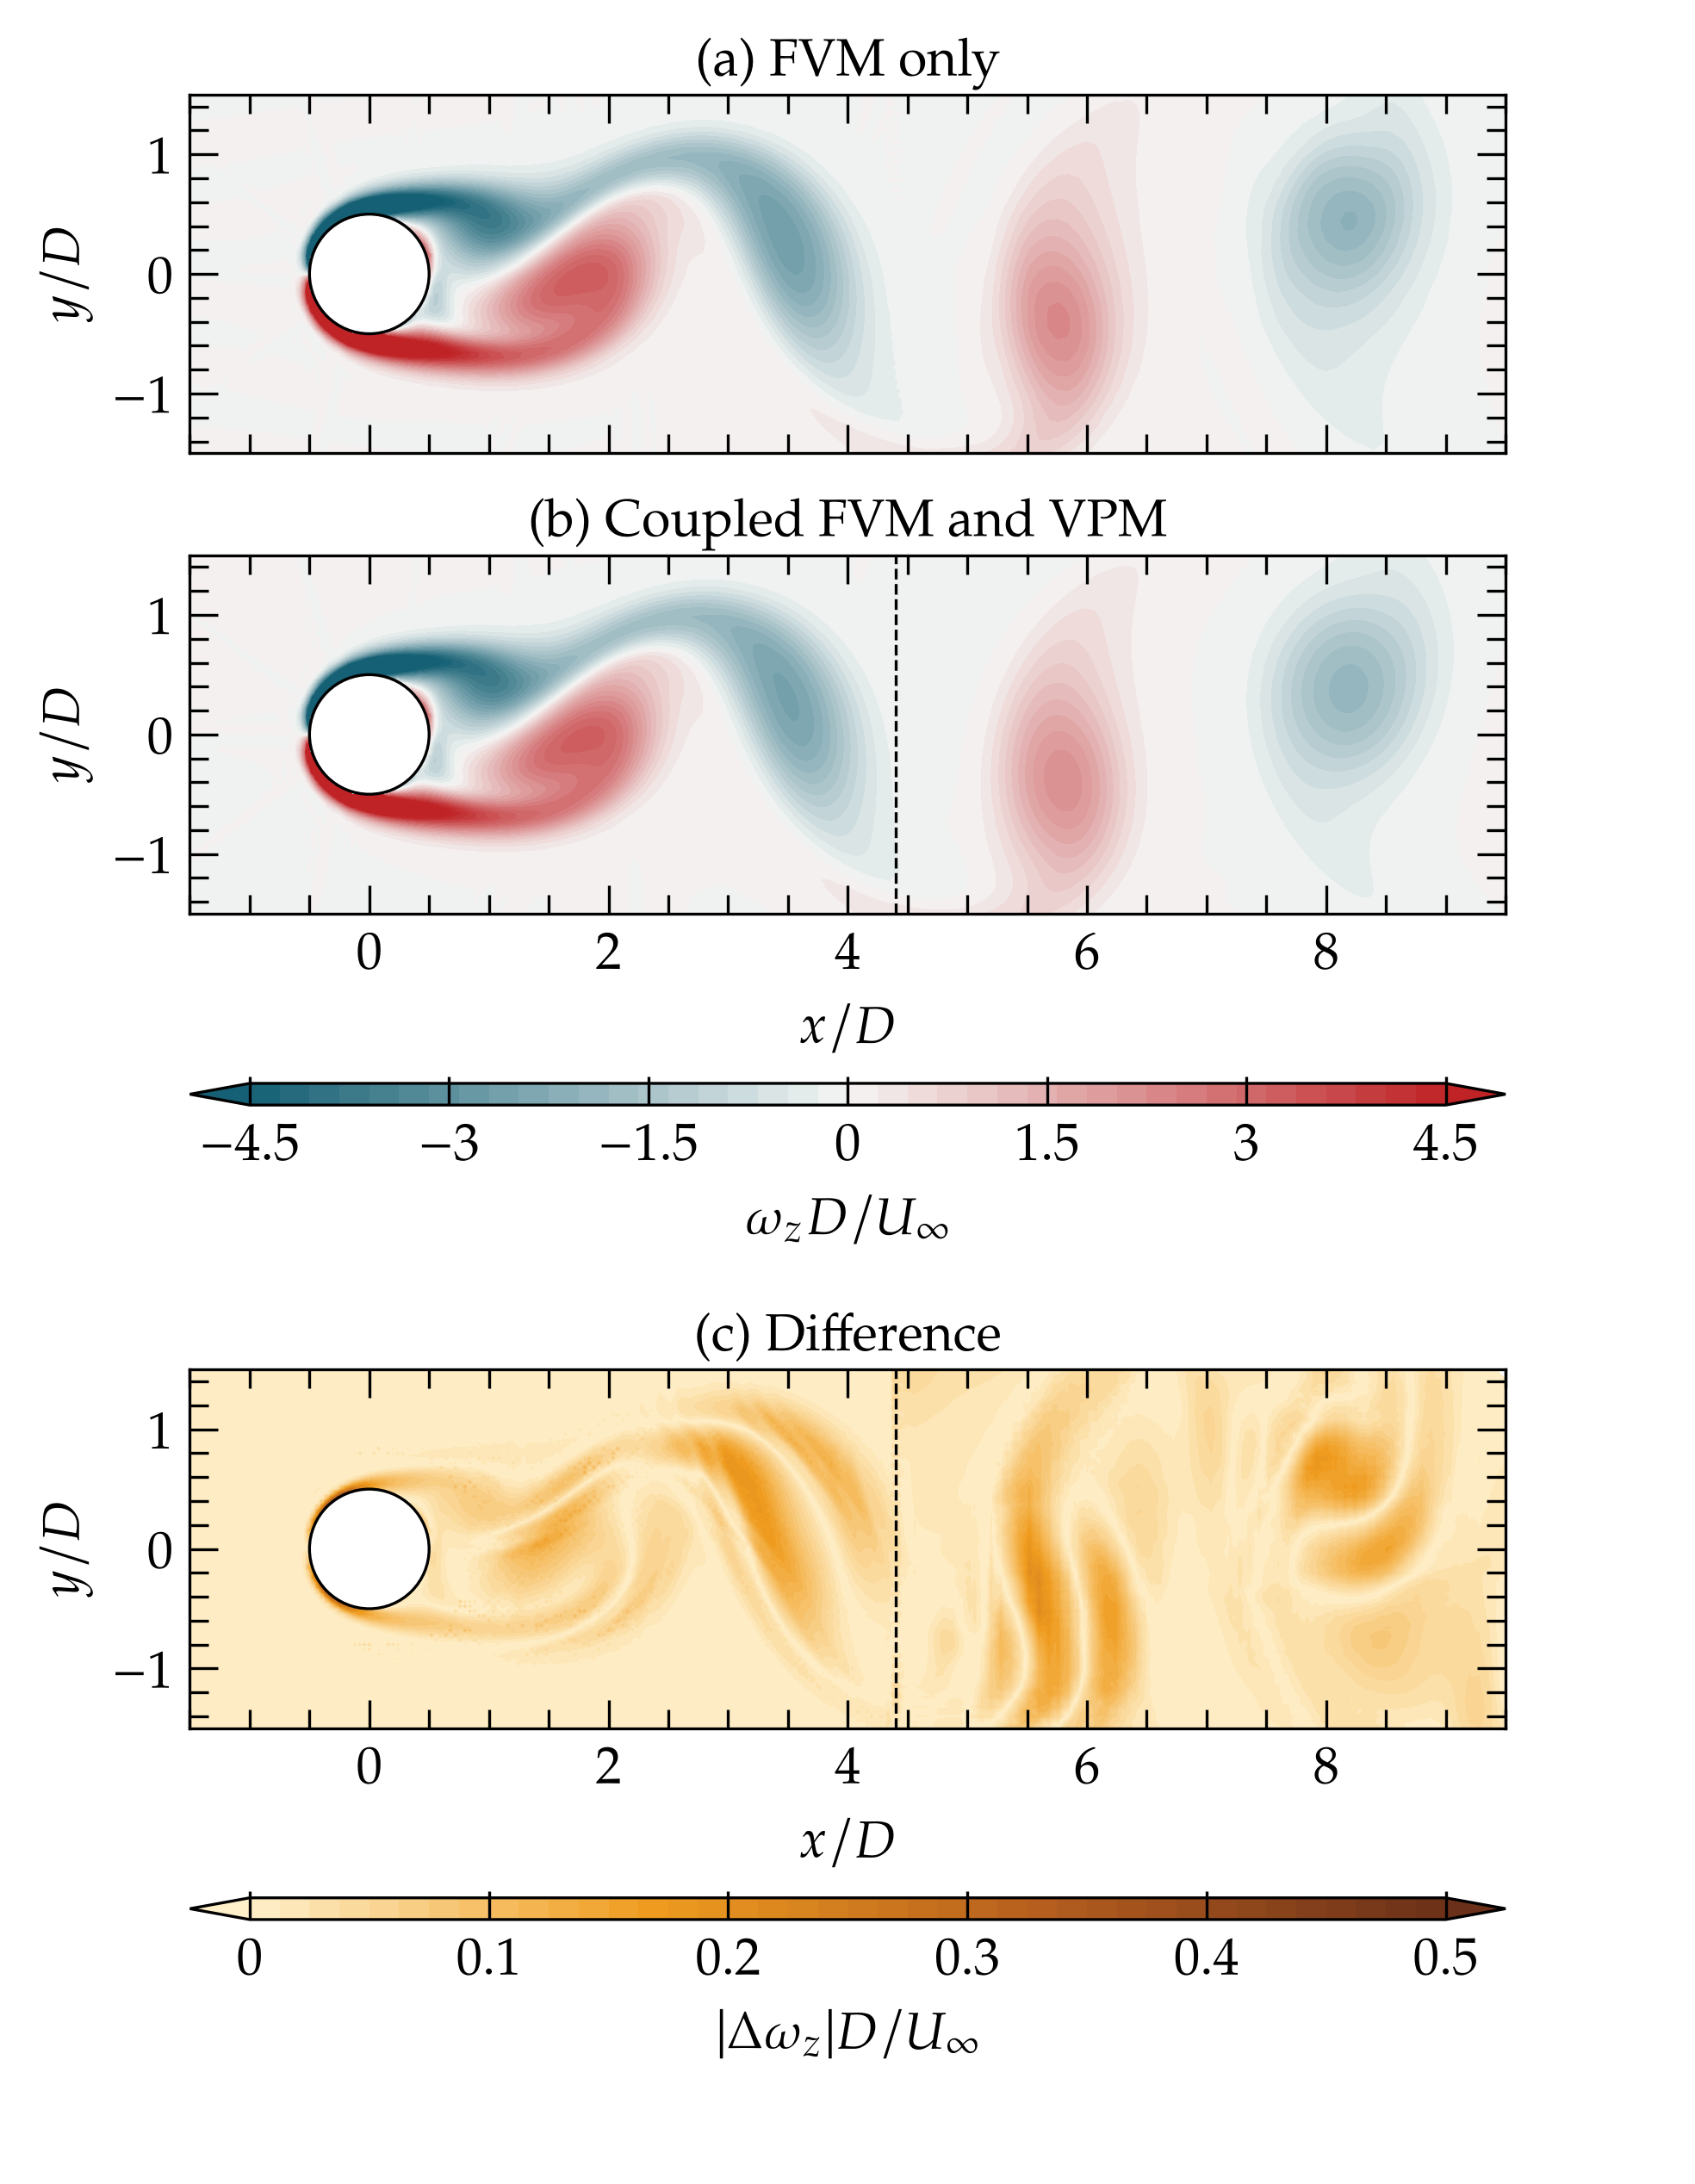 (a) FVM only
1
0
−1
y/D
(b) Coupled FVM and VPM
1
0
−1
y/D
0 2 4 6 8
x/D
−4.5 −3 −1.5 0 1.5 3 4.5
ω_z D/U_∞
(c) Difference
1
0
−1
y/D
0 2 4 6 8
x/D
0 0.1 0.2 0.3 0.4 0.5
|Δω_z|D/U_∞